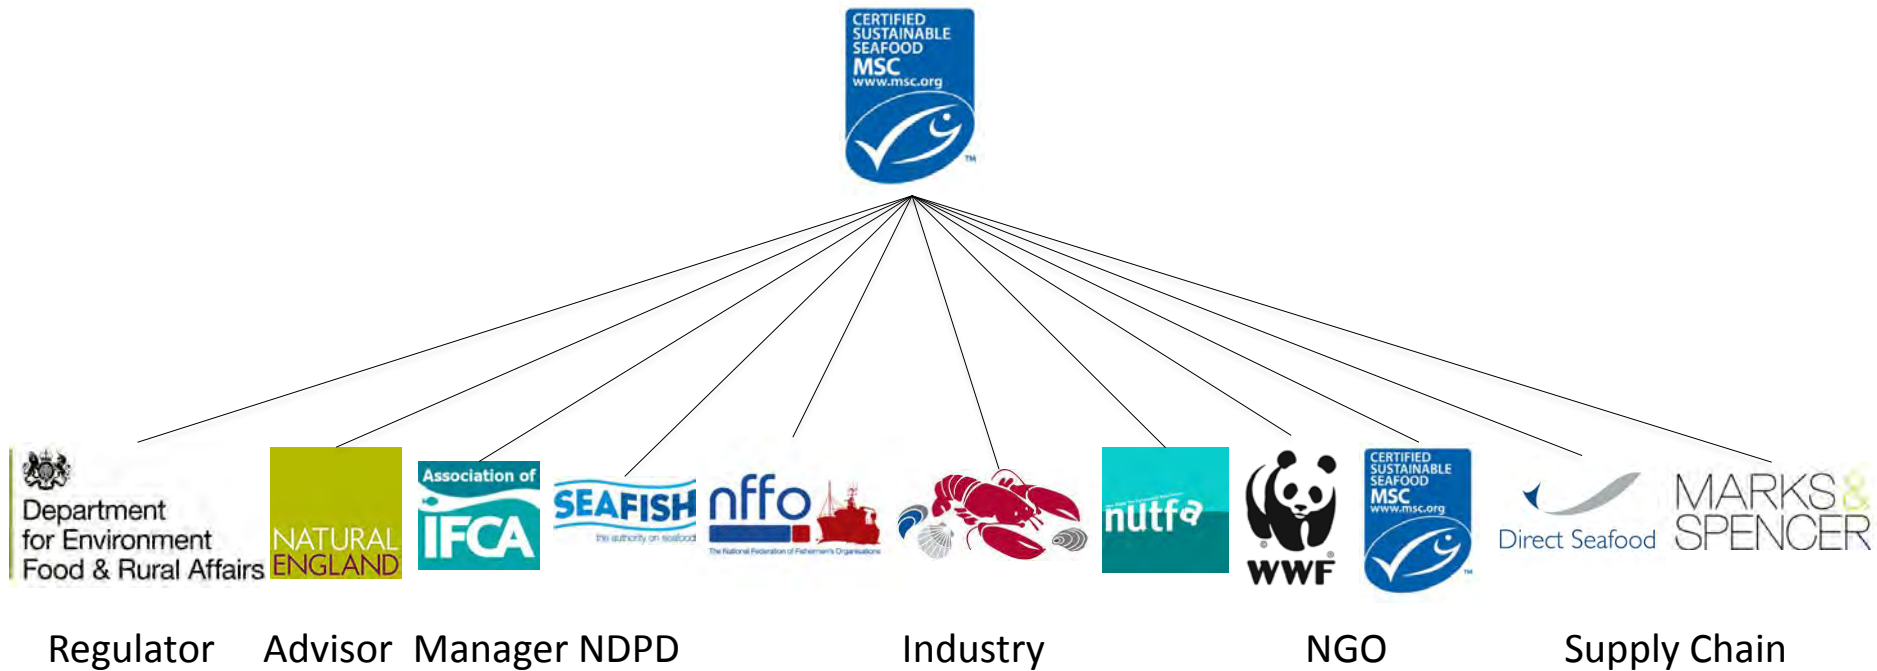 CERTIFIED
SUSTAINABLE
SEAFOOD
MSC
www.msc.org
TM
Department
for Environment
Food & Rural Affairs
NATURAL
ENGLAND
Association of
IFCA
SEAFISH
the authority on seafood
nffo
The National Federation of Fishermen's Organisations
nutfa
©
®
WWF
CERTIFIED
SUSTAINABLE
SEAFOOD
MSC
www.msc.org
TM
Direct Seafood
MARKS &
SPENCER
Regulator Advisor Manager NDPD Industry NGO Supply Chain